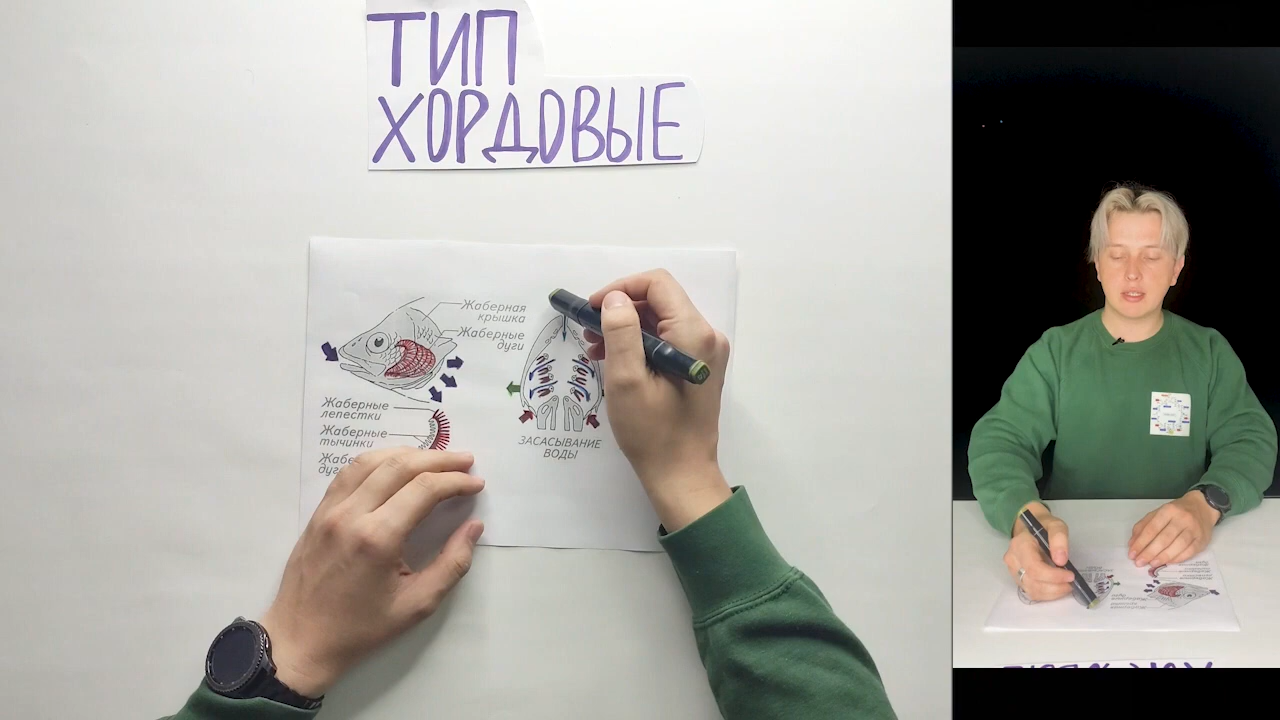 ТИП
ХОРДОВЫЕ
Жаберная
крышка
Жаберные
дуги
Жаберные
лепестки
Жаберные
тычинки
ЗАСАСЫВАНИЕ
ВОДЫ